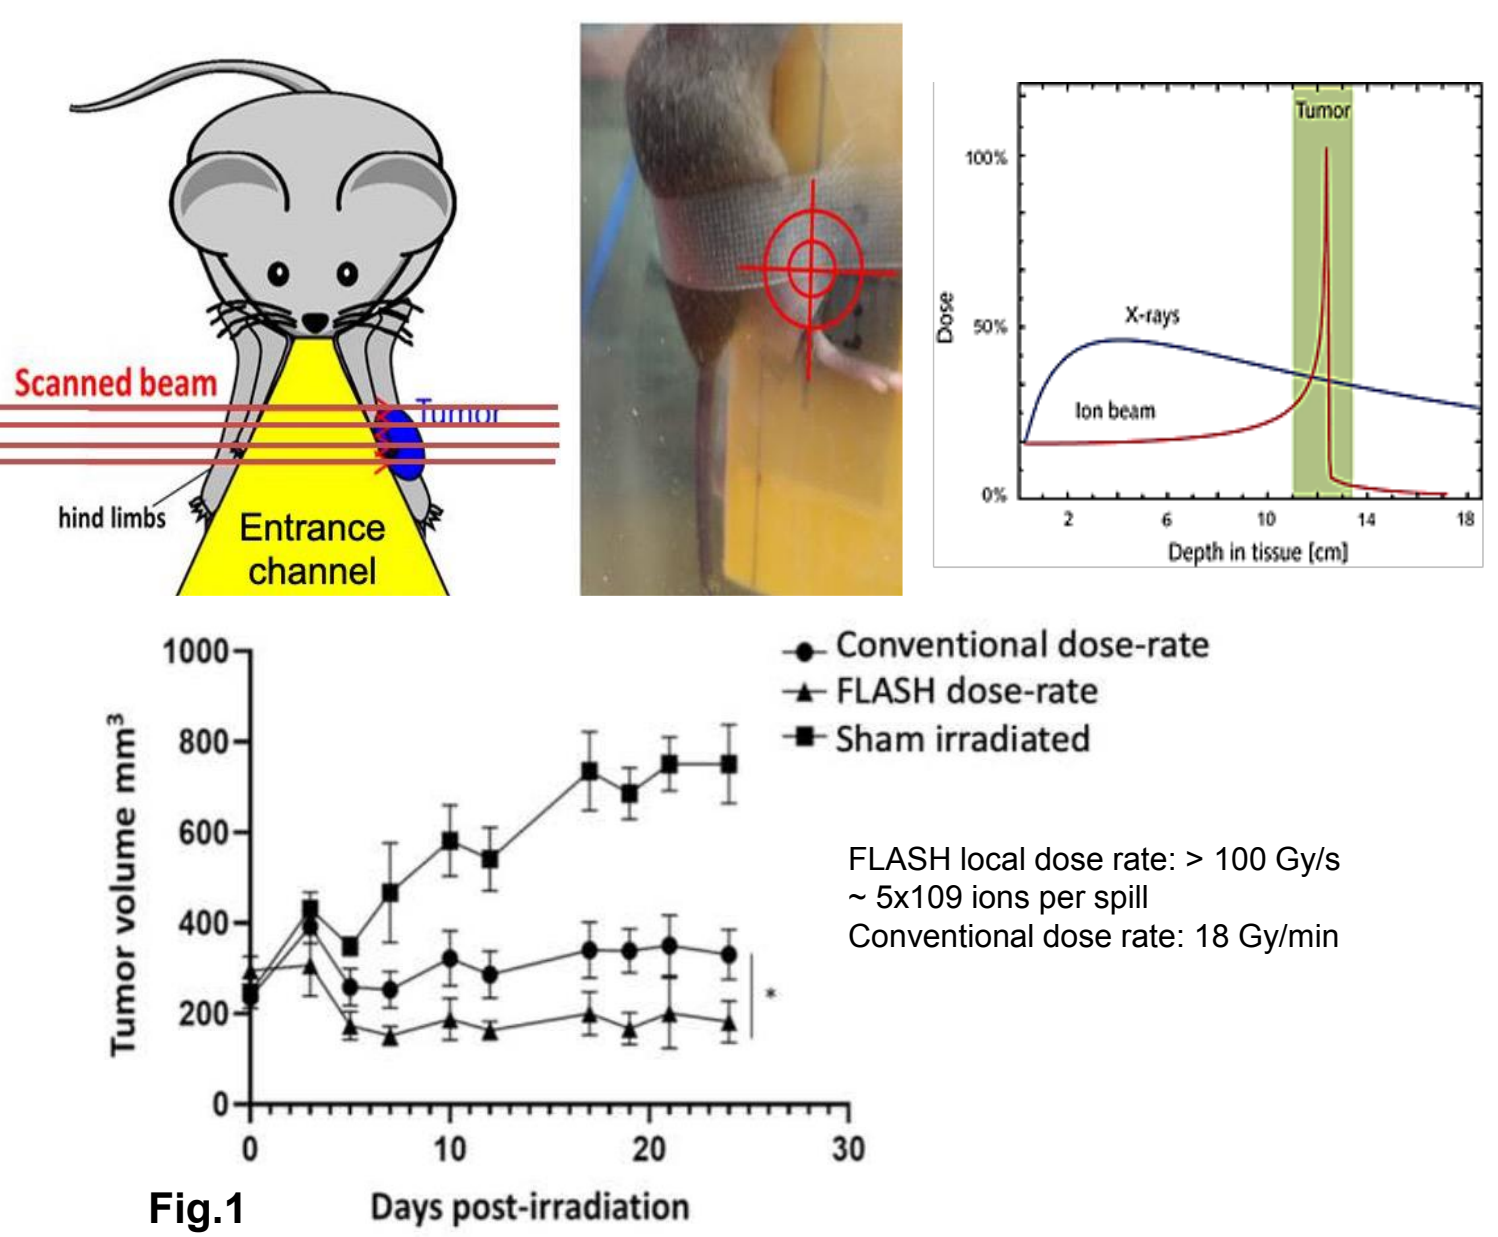 Scanned beam
Tumor
hind limbs
Entrance
channel
Tumor
100%
50%
0%
Dose
X-rays
Ion beam
2 6 10 14 18
Depth in tissue [cm]
1000
800
600
400
200
0
Tumor volume mm³
0 10 20 30
Days post-irradiation
*
Conventional dose-rate
FLASH dose-rate
Sham irradiated
FLASH local dose rate: > 100 Gy/s
~ 5x109 ions per spill
Conventional dose rate: 18 Gy/min
Fig.1